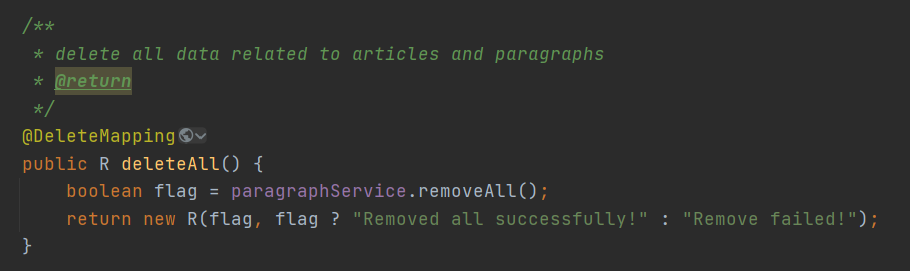 /**
 * delete all data related to articles and paragraphs
 * @return
 */
@DeleteMapping
public R deleteAll() {
    boolean flag = paragraphService.removeAll();
    return new R(flag, flag ? "Removed all successfully!" : "Remove failed!");
}